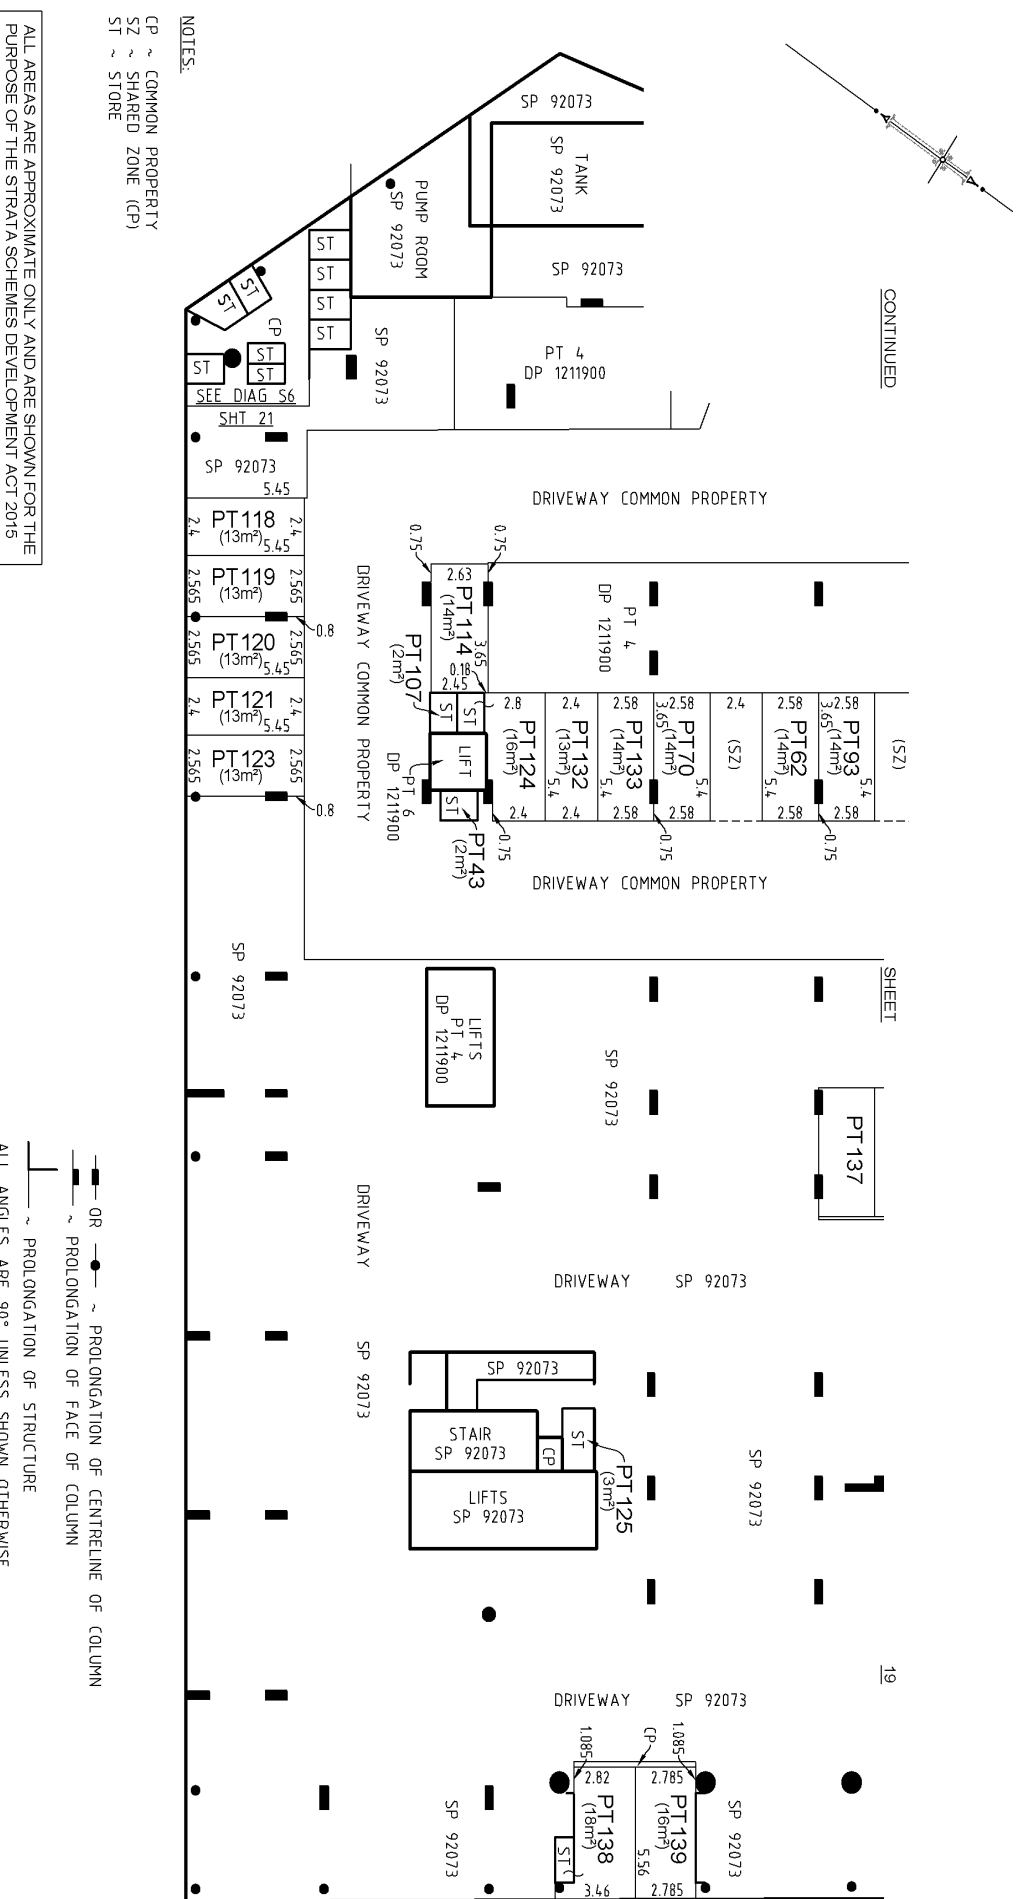 ALL AREAS ARE APPROXIMATE ONLY AND ARE SHOWN FOR THE
PURPOSE OF THE STRATA SCHEMES DEVELOPMENT ACT 2015
NOTES:
CP ~ COMMON PROPERTY
SZ ~ SHARED ZONE (CP)
ST ~ STORE
SP 92073
TANK
SP 92073
PUMP ROOM
SP 92073
SP 92073
ST
ST
ST
ST
ST
ST
CP
ST
ST
ST
SP 92073
PT 4
DP 1211900
CONTINUED
SEE DIAG S6
SHT 21
SP 92073
5.45
DRIVEWAY COMMON PROPERTY
2.4
PT118
(13m²)
2.4
5.45
2.565
PT119
(13m²)
2.565
0.8
2.565
PT120
(13m²)
2.565
5.45
2.4
PT121
(13m²)
2.4
5.45
2.565
PT123
(13m²)
2.565
0.8
DRIVEWAY COMMON PROPERTY
0.75
0.75
2.63
PT114
(14m²)
3.65
0.18
2.45
PT107
(2m²)
ST
ST
LIFT
PT 6
DP 1211900
ST
PT43
(2m²)
PT 4
DP 1211900
2.8
PT124
(16m²)
2.4
0.75
2.4
PT132
(13m²)
5.4
2.4
2.58
PT133
(14m²)
5.4
2.58
3.65
2.58
PT70
(14m²)
5.4
2.58
0.75
2.4
(SZ)
2.58
PT62
(14m²)
5.4
2.58
3.65
2.58
PT93
(14m²)
5.4
2.58
0.75
(SZ)
DRIVEWAY COMMON PROPERTY
SP 92073
SHEET
LIFTS
PT 4
DP 1211900
SP 92073
PT137
DRIVEWAY
DRIVEWAY SP 92073
SP 92073
SP 92073
STAIR
SP 92073
CP
ST
PT125
(3m²)
LIFTS
SP 92073
SP 92073
19
DRIVEWAY SP 92073
CP
1.085
1.085
2.82
PT138
(18m²)
ST
3.46
2.785
PT139
(16m²)
5.56
2.785
SP 92073
SP 92073
OR ~ PROLONGATION OF CENTRELINE OF COLUMN
~ PROLONGATION OF FACE OF COLUMN
~ PROLONGATION OF STRUCTURE
ALL ANGLES ARE 90° UNLESS SHOWN OTHERWISE